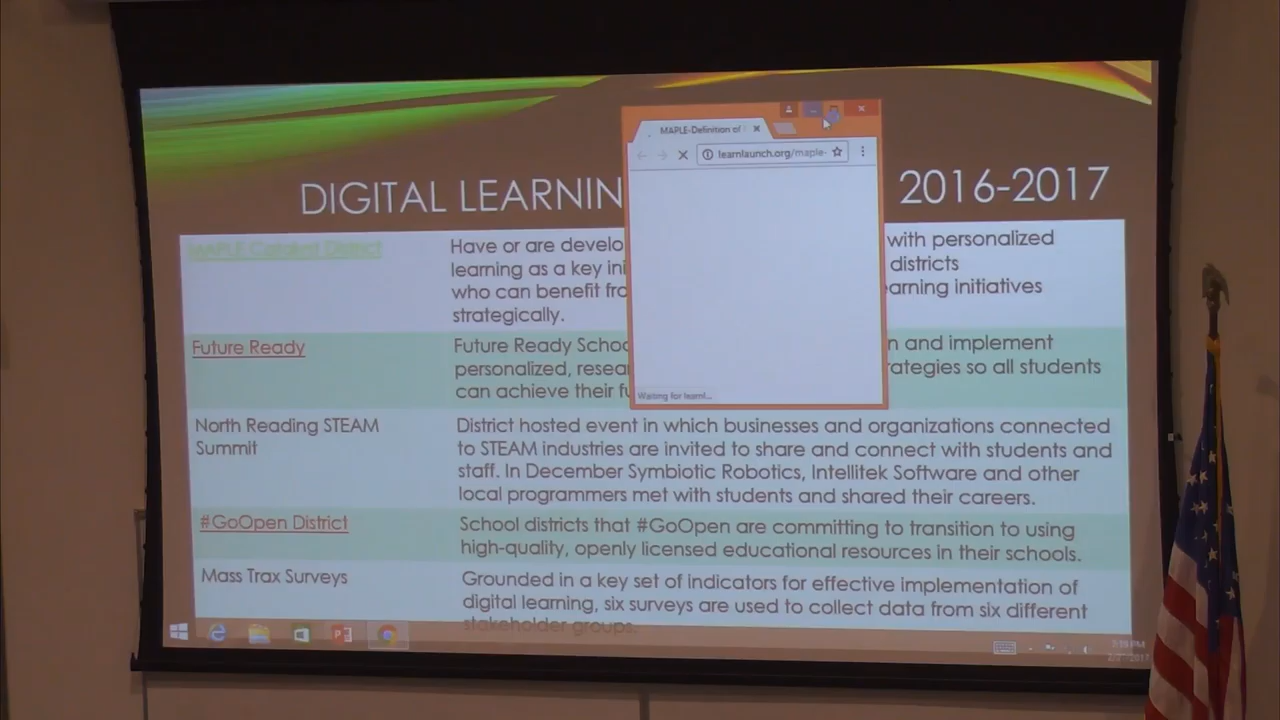 MAPLE-Definition of
learnlaunch.org/maple-
DIGITAL LEARNIN 2016-2017
MAPLE Catalyst District
Have or are develo with personalized
learning as a key ini districts
who can benefit fro earning initiatives
strategically.
Future Ready
Future Ready Schoo n and implement
personalized, resear rategies so all students
can achieve their fu
Waiting for learnl...
North Reading STEAM
Summit
District hosted event in which businesses and organizations connected
to STEAM industries are invited to share and connect with students and
staff. In December Symbiotic Robotics, Intellitek Software and other
local programmers met with students and shared their careers.
#GoOpen District
School districts that #GoOpen are committing to transition to using
high-quality, openly licensed educational resources in their schools.
Mass Trax Surveys
Grounded in a key set of indicators for effective implementation of
digital learning, six surveys are used to collect data from six different
stakeholder groups.